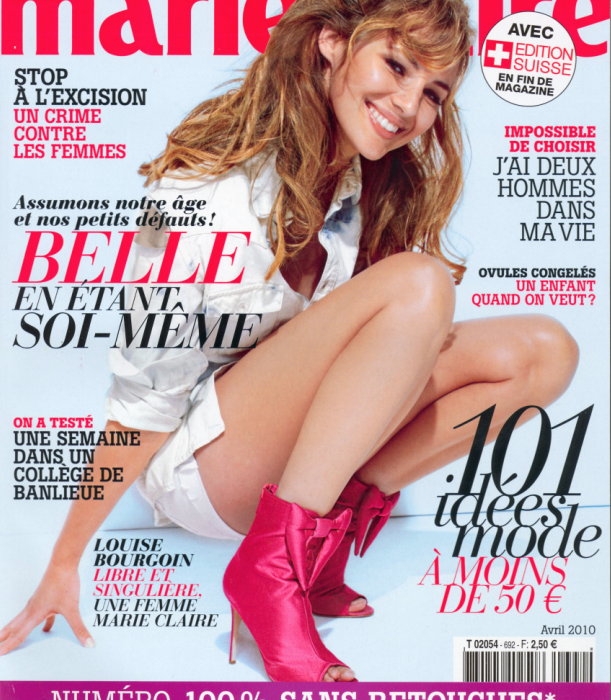 marie claire
AVEC
EDITION
SUISSE
EN FIN DE
MAGAZINE
STOP
À L'EXCISION
UN CRIME
CONTRE
LES FEMMES
IMPOSSIBLE
DE CHOISIR
J'AI DEUX
HOMMES
DANS
MA VIE
Assumons notre âge
et nos petits défauts!
BELLE
EN ÉTANT
SOI-MÊME
OVULES CONGELÉS
UN ENFANT
QUAND ON VEUT?
ON A TESTÉ
UNE SEMAINE
DANS UN
COLLÈGE DE
BANLIEUE
101
idées
mode
À MOINS
DE 50 €
LOUISE
BOURGOIN
LIBRE ET
SINGULIÈRE,
UNE FEMME
MARIE CLAIRE
Avril 2010
T 02054 - 692 - F: 2,50 €
NUMÉRO 100% SANS RETOUCHES*